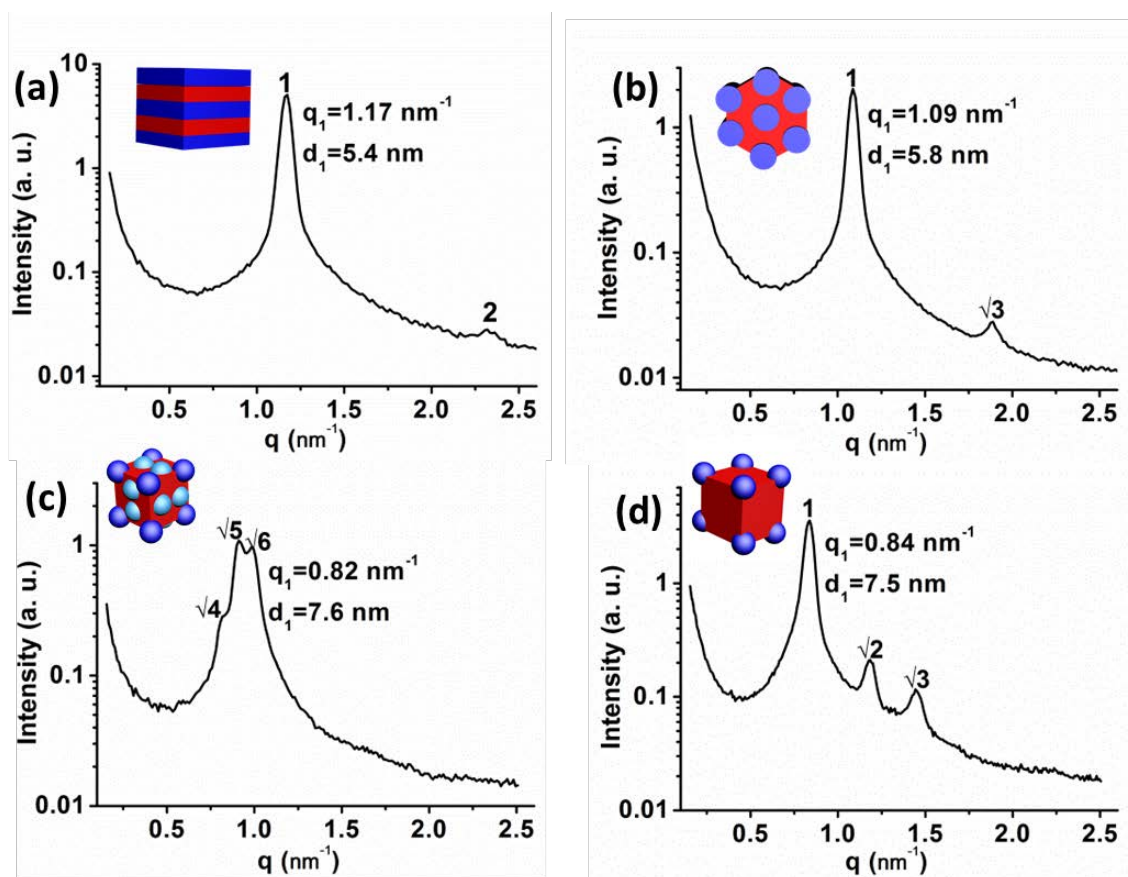 (a)
10
1
0.1
0.01
Intensity (a. u.)
1
q₁=1.17 nm⁻¹
d₁=5.4 nm
2
0.5 1.0 1.5 2.0 2.5
q (nm⁻¹)
(b)
1
0.1
0.01
Intensity (a. u.)
1
q₁=1.09 nm⁻¹
d₁=5.8 nm
√3
0.5 1.0 1.5 2.0 2.5
q (nm⁻¹)
(c)
1
0.1
0.01
Intensity (a. u.)
√4
√5
√6
q₁=0.82 nm⁻¹
d₁=7.6 nm
0.5 1.0 1.5 2.0 2.5
q (nm⁻¹)
(d)
1
0.1
0.01
Intensity (a. u.)
1
q₁=0.84 nm⁻¹
d₁=7.5 nm
√2
√3
0.5 1.0 1.5 2.0 2.5
q (nm⁻¹)